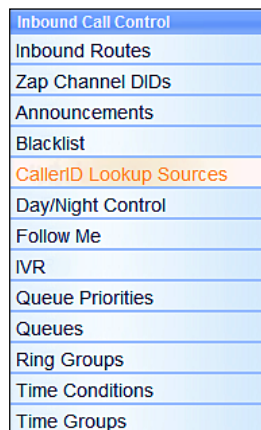 Inbound Call Control
Inbound Routes
Zap Channel DIDs
Announcements
Blacklist
CallerID Lookup Sources
Day/Night Control
Follow Me
IVR
Queue Priorities
Queues
Ring Groups
Time Conditions
Time Groups